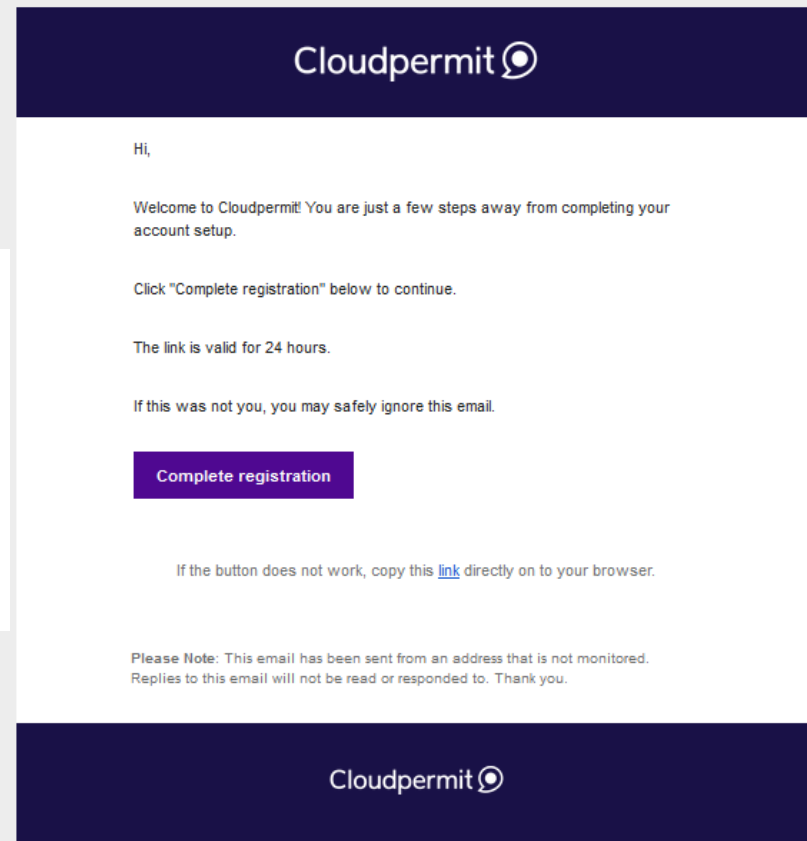 Cloudpermit
Hi,
Welcome to Cloudpermit! You are just a few steps away from completing your
account setup.
Click "Complete registration" below to continue.
The link is valid for 24 hours.
If this was not you, you may safely ignore this email.
Complete registration
If the button does not work, copy this link directly on to your browser.
Please Note: This email has been sent from an address that is not monitored.
Replies to this email will not be read or responded to. Thank you.
Cloudpermit